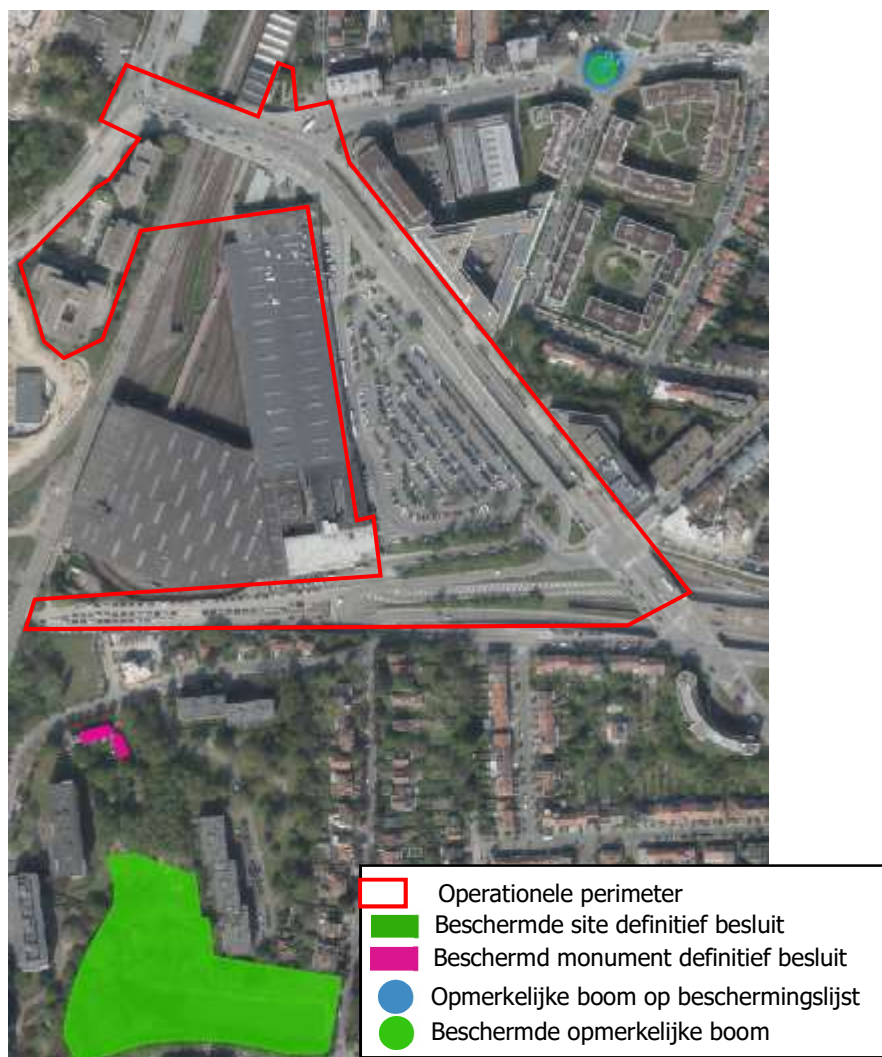 Operationele perimeter
Beschermde site definitief besluit
Beschermd monument definitief besluit
Opmerkelijke boom op beschermingslijst
Beschermde opmerkelijke boom